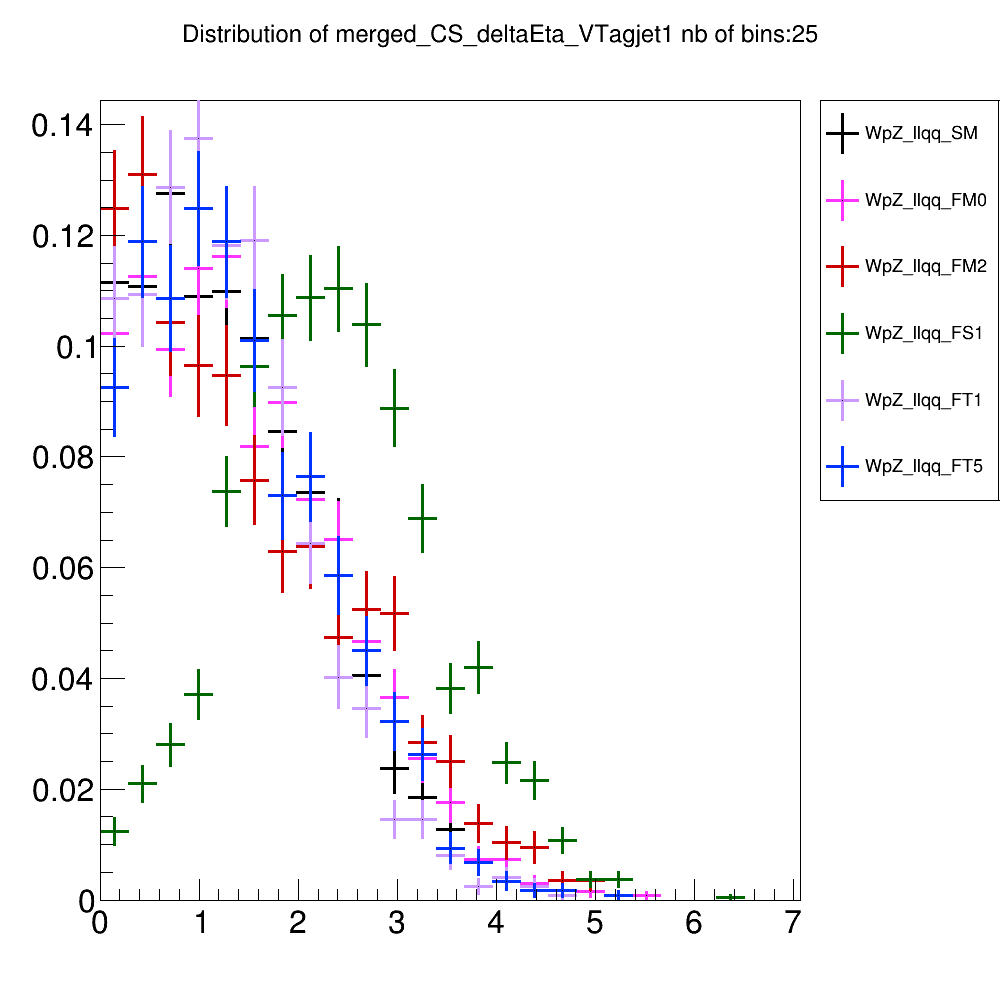 Distribution of merged_CS_deltaEta_VTagjet1 nb of bins:25
0.14
0.12
0.1
0.08
0.06
0.04
0.02
0
0 1 2 3 4 5 6 7
WpZ_llqq_SM
WpZ_llqq_FM0
WpZ_llqq_FM2
WpZ_llqq_FS1
WpZ_llqq_FT1
WpZ_llqq_FT5